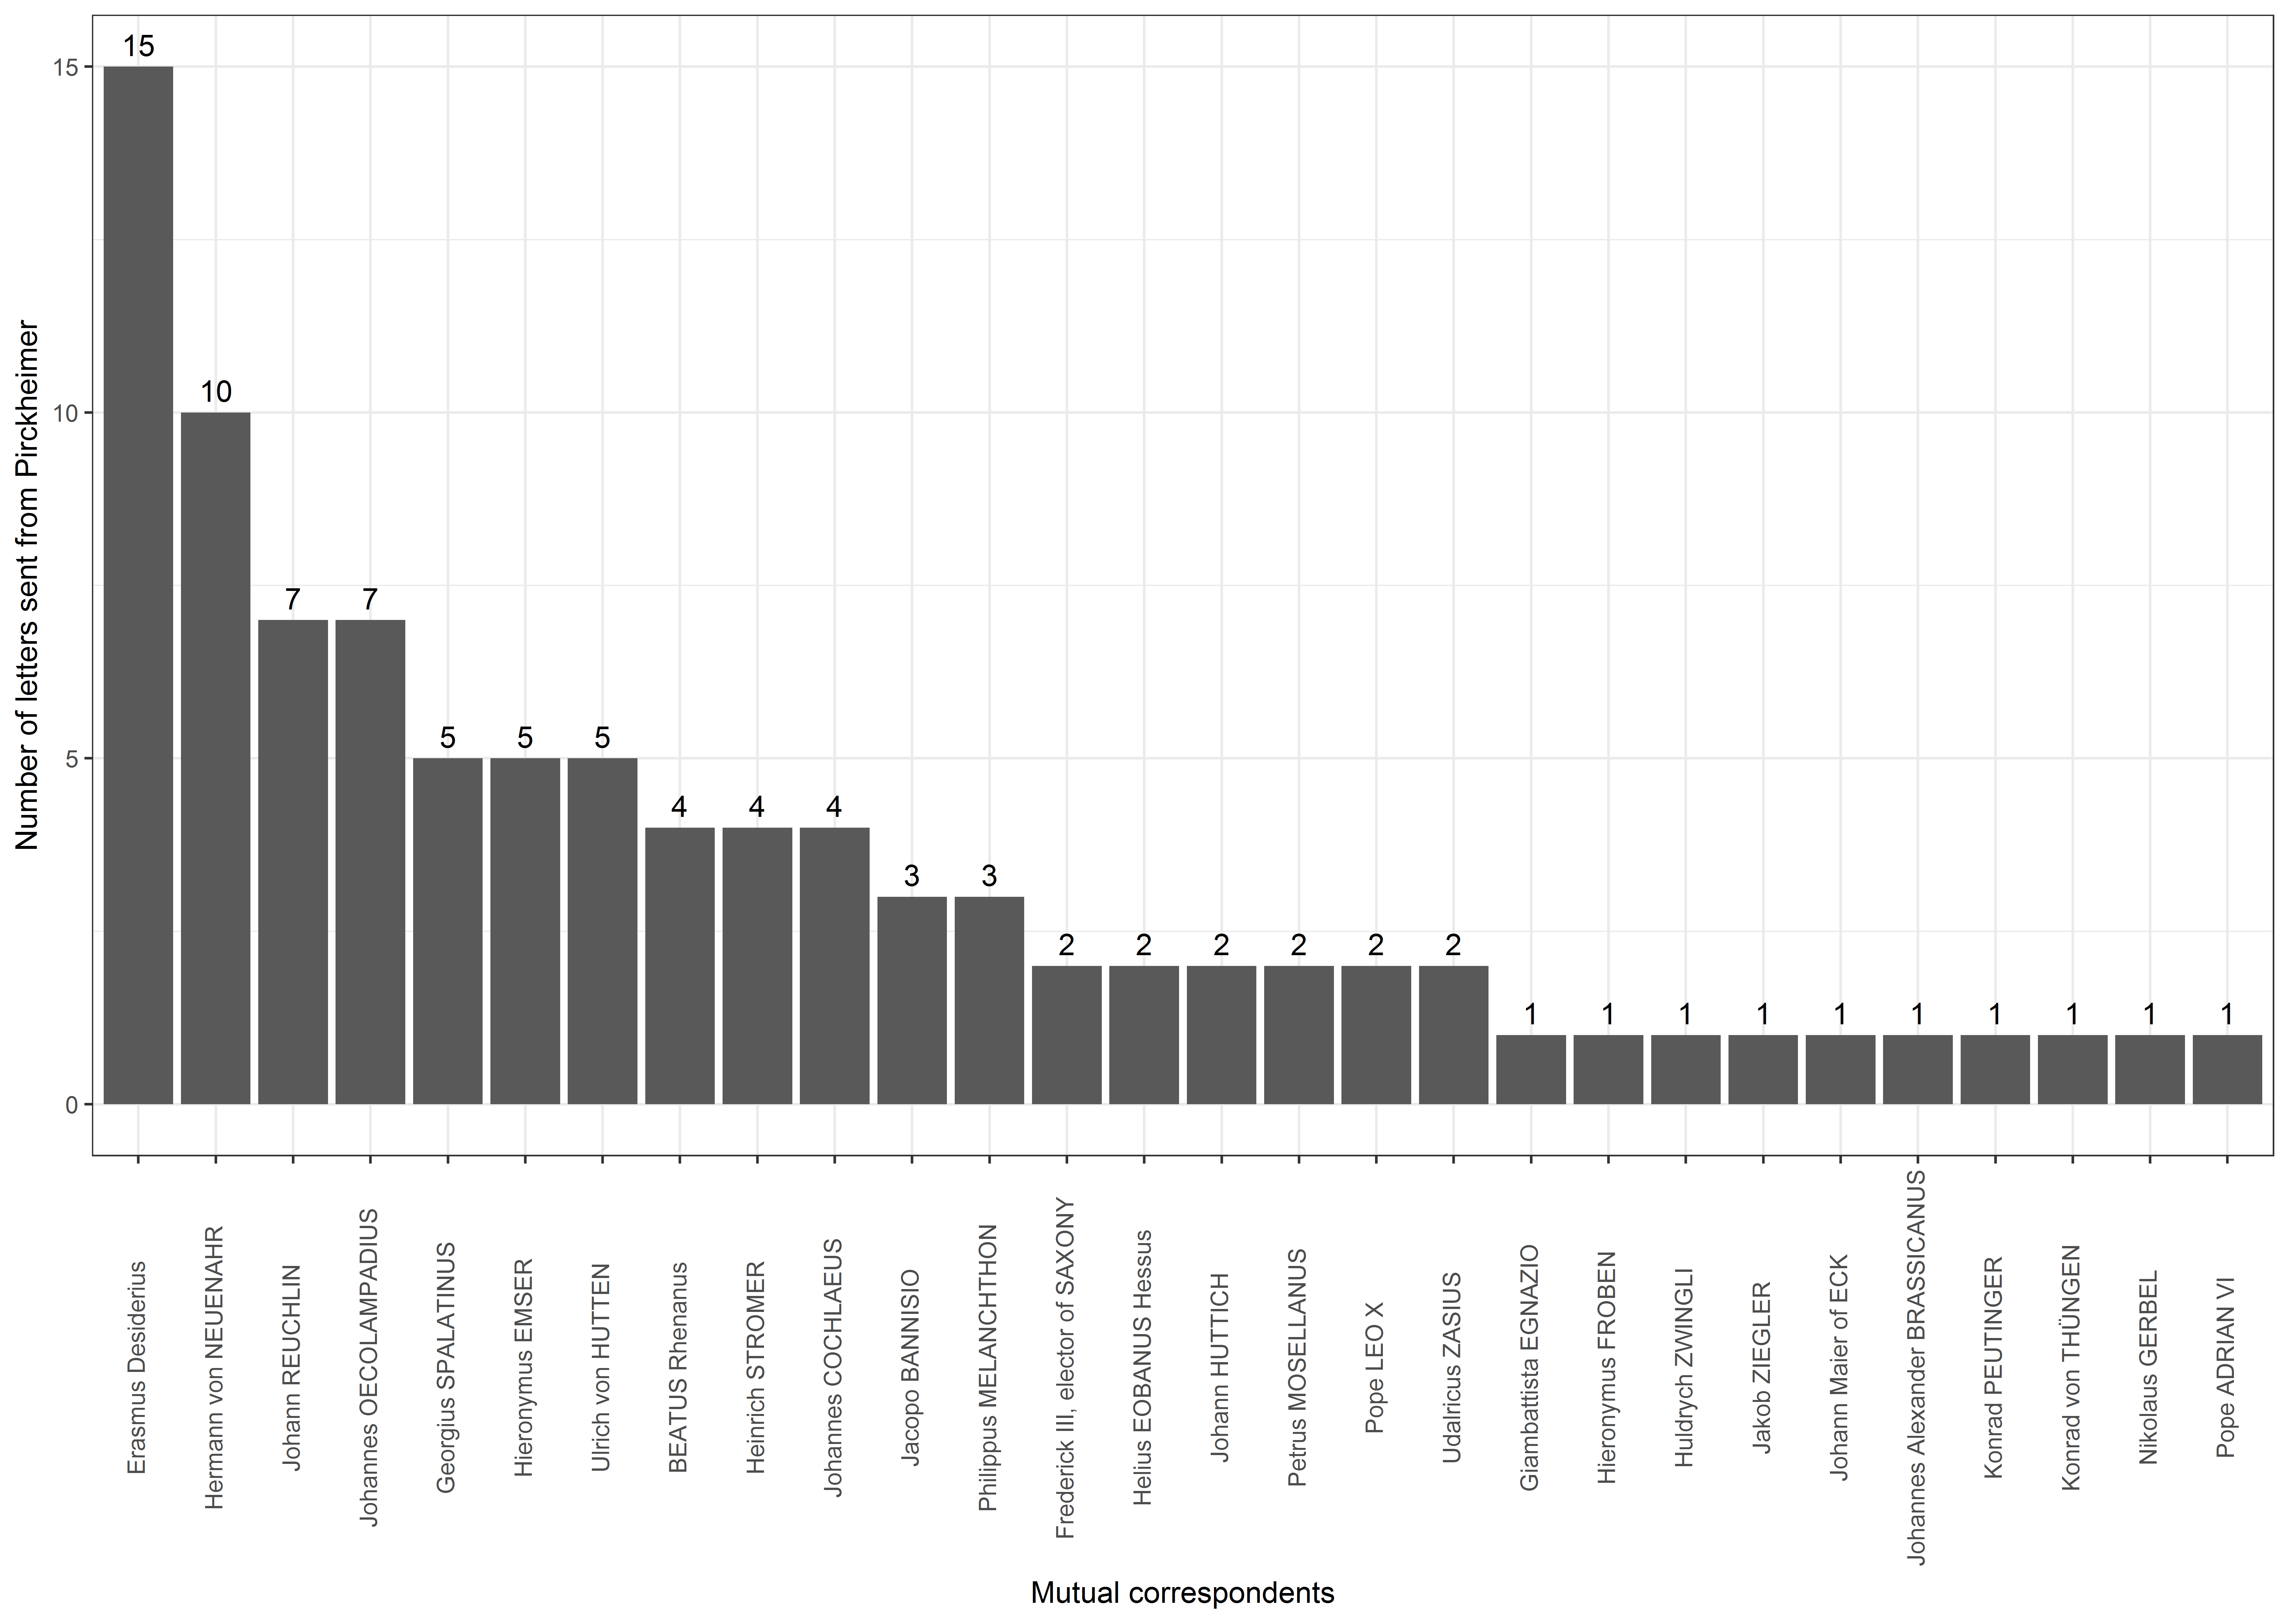 Number of letters sent from Pirckheimer
15
10
5
0
15
10
7
7
5
5
5
4
4
4
3
3
2
2
2
2
2
2
1
1
1
1
1
1
1
1
1
1
Erasmus Desiderius
Hermann von NEUENAHR
Johann REUCHLIN
Johannes OECOLAMPADIUS
Georgius SPALATINUS
Hieronymus EMSER
Ulrich von HUTTEN
BEATUS Rhenanus
Heinrich STROMER
Johannes COCHLAEUS
Jacopo BANNISIO
Philippus MELANCHTHON
Frederick III, elector of SAXONY
Helius EOBANUS Hessus
Johann HUTTICH
Petrus MOSELLANUS
Pope LEO X
Udalricus ZASIUS
Giambattista EGNAZIO
Hieronymus FROBEN
Huldrych ZWINGLI
Jakob ZIEGLER
Johann Maier of ECK
Johannes Alexander BRASSICANUS
Konrad PEUTINGER
Konrad von THÜNGEN
Nikolaus GERBEL
Pope ADRIAN VI
Mutual correspondents